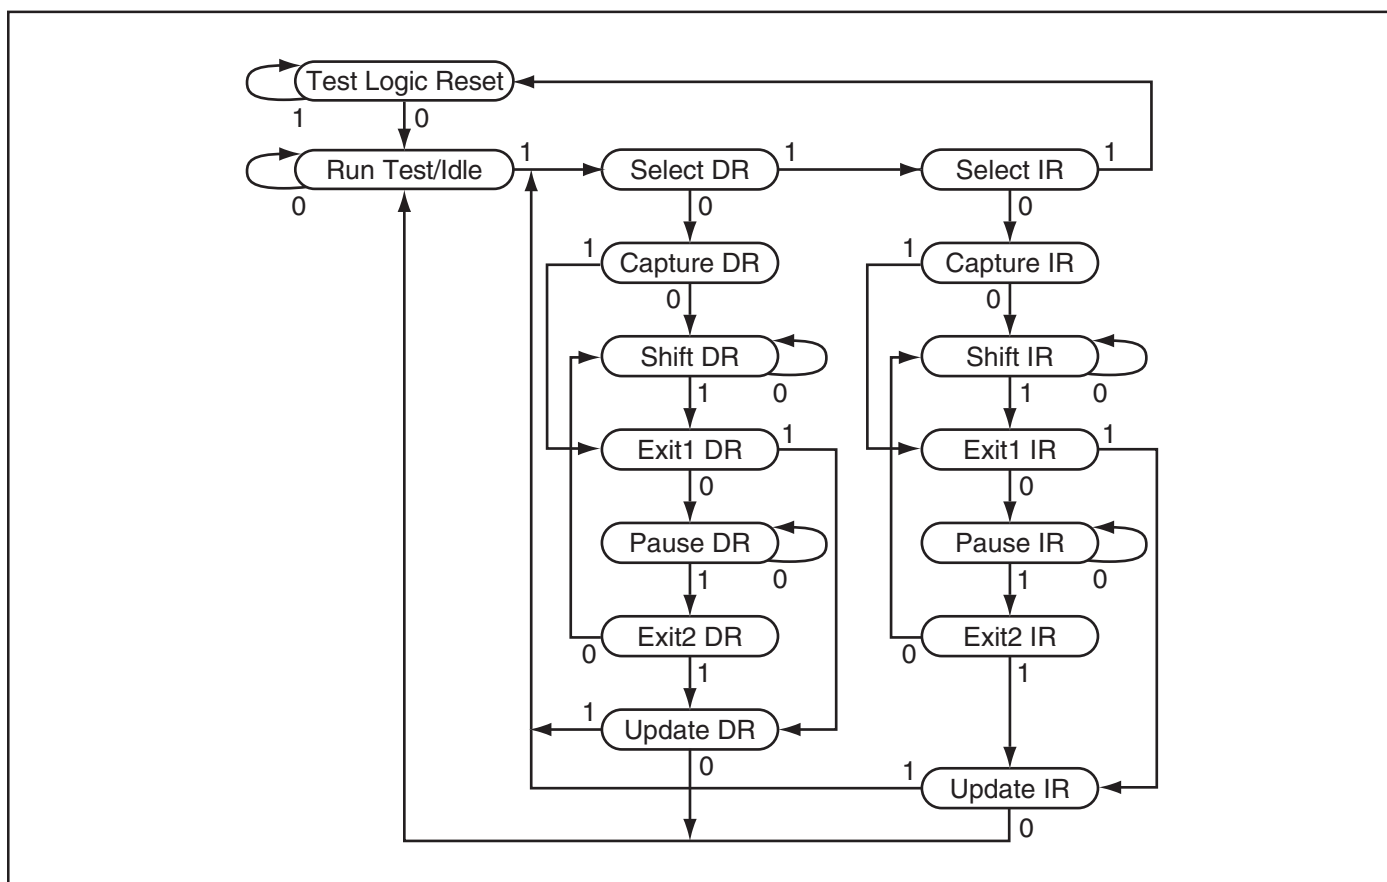 Test Logic Reset
1 0
Run Test/Idle 1 Select DR 1 Select IR 1
0 0 0
1 Capture DR 1 Capture IR
0 0
Shift DR Shift IR
1 0 1 0
Exit1 DR 1 Exit1 IR 1
0 0
Pause DR Pause IR
1 0 1 0
Exit2 DR Exit2 IR
0 1 0 1
1 Update DR
0
1 Update IR
0